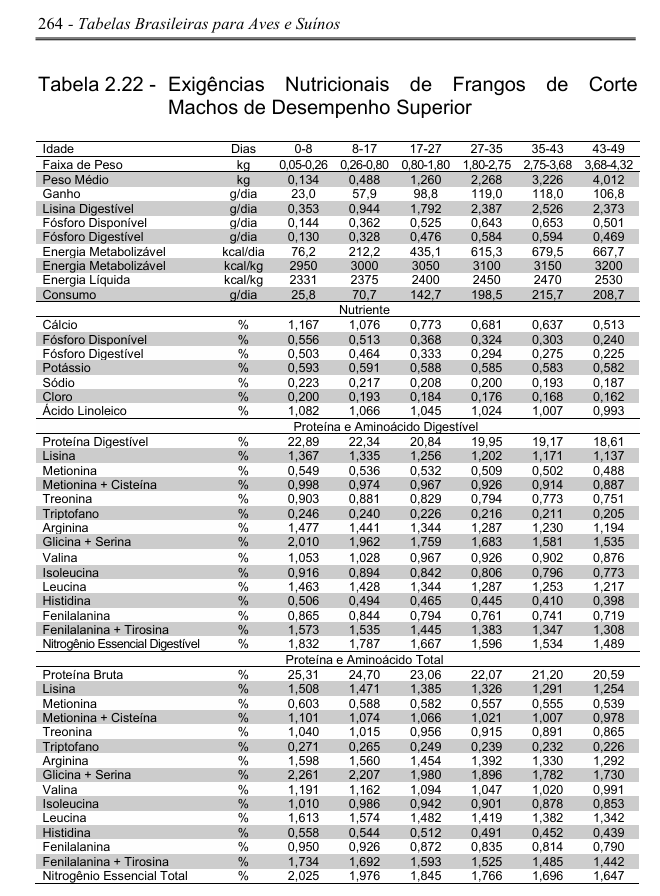 264 - Tabelas Brasileiras para Aves e Suínos
Tabela 2.22 - Exigências Nutricionais de Frangos de Corte
Machos de Desempenho Superior
Idade Dias 0-8 8-17 17-27 27-35 35-43 43-49
Faixa de Peso kg 0,05-0,26 0,26-0,80 0,80-1,80 1,80-2,75 2,75-3,68 3,68-4,32
Peso Médio kg 0,134 0,488 1,260 2,268 3,226 4,012
Ganho g/dia 23,0 57,9 98,8 119,0 118,0 106,8
Lisina Digestível g/dia 0,353 0,944 1,792 2,387 2,526 2,373
Fósforo Disponível g/dia 0,144 0,362 0,525 0,643 0,653 0,501
Fósforo Digestível g/dia 0,130 0,328 0,476 0,584 0,594 0,469
Energia Metabolizável kcal/dia 76,2 212,2 435,1 615,3 679,5 667,7
Energia Metabolizável kcal/kg 2950 3000 3050 3100 3150 3200
Energia Líquida kcal/kg 2331 2375 2400 2450 2470 2530
Consumo g/dia 25,8 70,7 142,7 198,5 215,7 208,7
Nutriente
Cálcio % 1,167 1,076 0,773 0,681 0,637 0,513
Fósforo Disponível % 0,556 0,513 0,368 0,324 0,303 0,240
Fósforo Digestível % 0,503 0,464 0,333 0,294 0,275 0,225
Potássio % 0,593 0,591 0,588 0,585 0,583 0,582
Sódio % 0,223 0,217 0,208 0,200 0,193 0,187
Cloro % 0,200 0,193 0,184 0,176 0,168 0,162
Ácido Linoleico % 1,082 1,066 1,045 1,024 1,007 0,993
Proteína e Aminoácido Digestível
Proteína Digestível % 22,89 22,34 20,84 19,95 19,17 18,61
Lisina % 1,367 1,335 1,256 1,202 1,171 1,137
Metionina % 0,549 0,536 0,532 0,509 0,502 0,488
Metionina + Cisteína % 0,998 0,974 0,967 0,926 0,914 0,887
Treonina % 0,903 0,881 0,829 0,794 0,773 0,751
Triptofano % 0,246 0,240 0,226 0,216 0,211 0,205
Arginina % 1,477 1,441 1,344 1,287 1,230 1,194
Glicina + Serina % 2,010 1,962 1,759 1,683 1,581 1,535
Valina % 1,053 1,028 0,967 0,926 0,902 0,876
Isoleucina % 0,916 0,894 0,842 0,806 0,796 0,773
Leucina % 1,463 1,428 1,344 1,287 1,253 1,217
Histidina % 0,506 0,494 0,465 0,445 0,410 0,398
Fenilalanina % 0,865 0,844 0,794 0,761 0,741 0,719
Fenilalanina + Tirosina % 1,573 1,535 1,445 1,383 1,347 1,308
Nitrogênio Essencial Digestível % 1,832 1,787 1,667 1,596 1,534 1,489
Proteína e Aminoácido Total
Proteína Bruta % 25,31 24,70 23,06 22,07 21,20 20,59
Lisina % 1,508 1,471 1,385 1,326 1,291 1,254
Metionina % 0,603 0,588 0,582 0,557 0,555 0,539
Metionina + Cisteína % 1,101 1,074 1,066 1,021 1,007 0,978
Treonina % 1,040 1,015 0,956 0,915 0,891 0,865
Triptofano % 0,271 0,265 0,249 0,239 0,232 0,226
Arginina % 1,598 1,560 1,454 1,392 1,330 1,292
Glicina + Serina % 2,261 2,207 1,980 1,896 1,782 1,730
Valina % 1,191 1,162 1,094 1,047 1,020 0,991
Isoleucina % 1,010 0,986 0,942 0,901 0,878 0,853
Leucina % 1,613 1,574 1,482 1,419 1,382 1,342
Histidina % 0,558 0,544 0,512 0,491 0,452 0,439
Fenilalanina % 0,950 0,926 0,872 0,835 0,814 0,790
Fenilalanina + Tirosina % 1,734 1,692 1,593 1,525 1,485 1,442
Nitrogênio Essencial Total % 2,025 1,976 1,845 1,766 1,696 1,647